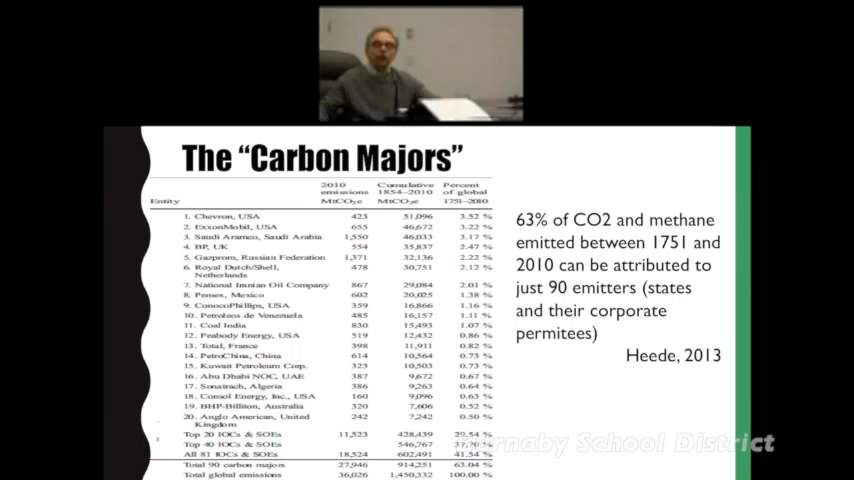 The “Carbon Majors”
Entity 2010 emissions MtCO2e Cumulative 1854–2010 MtCO2e Percent of global 1751–2010
1. Chevron, USA 423 51,096 3.52 %
2. ExxonMobil, USA 655 46,672 3.22 %
3. Saudi Aramco, Saudi Arabia 1,550 46,033 3.17 %
4. BP, UK 554 35,837 2.47 %
5. Gazprom, Russian Federation 1,371 32,136 2.22 %
6. Royal Dutch/Shell, Netherlands 478 30,751 2.12 %
7. National Iranian Oil Company 867 29,084 2.01 %
8. Pemex, Mexico 602 20,025 1.38 %
9. ConocoPhillips, USA 359 16,866 1.16 %
10. Petroleos de Venezuela 485 16,157 1.11 %
11. Coal India 830 15,493 1.07 %
12. Peabody Energy, USA 519 12,432 0.86 %
13. Total, France 398 11,911 0.82 %
14. PetroChina, China 614 10,564 0.73 %
15. Kuwait Petroleum Corp. 323 10,503 0.73 %
16. Abu Dhabi NOC, UAE 387 9,672 0.67 %
17. Sonatrach, Algeria 386 9,263 0.64 %
18. Consol Energy, Inc., USA 160 9,096 0.63 %
19. BHP-Billiton, Australia 320 7,606 0.52 %
20. Anglo American, United Kingdom 242 7,242 0.50 %
Top 20 IOCs & SOEs 11,523 428,439 29.54 %
Top 40 IOCs & SOEs 546,767 37.70 %
All 81 IOCs & SOEs 18,524 602,491 41.54 %
Total 90 carbon majors 27,946 914,251 63.04 %
Total global emissions 36,026 1,450,332 100.00 %
63% of CO2 and methane
emitted between 1751 and
2010 can be attributed to
just 90 emitters (states
and their corporate
permitees)
Heede, 2013
School District